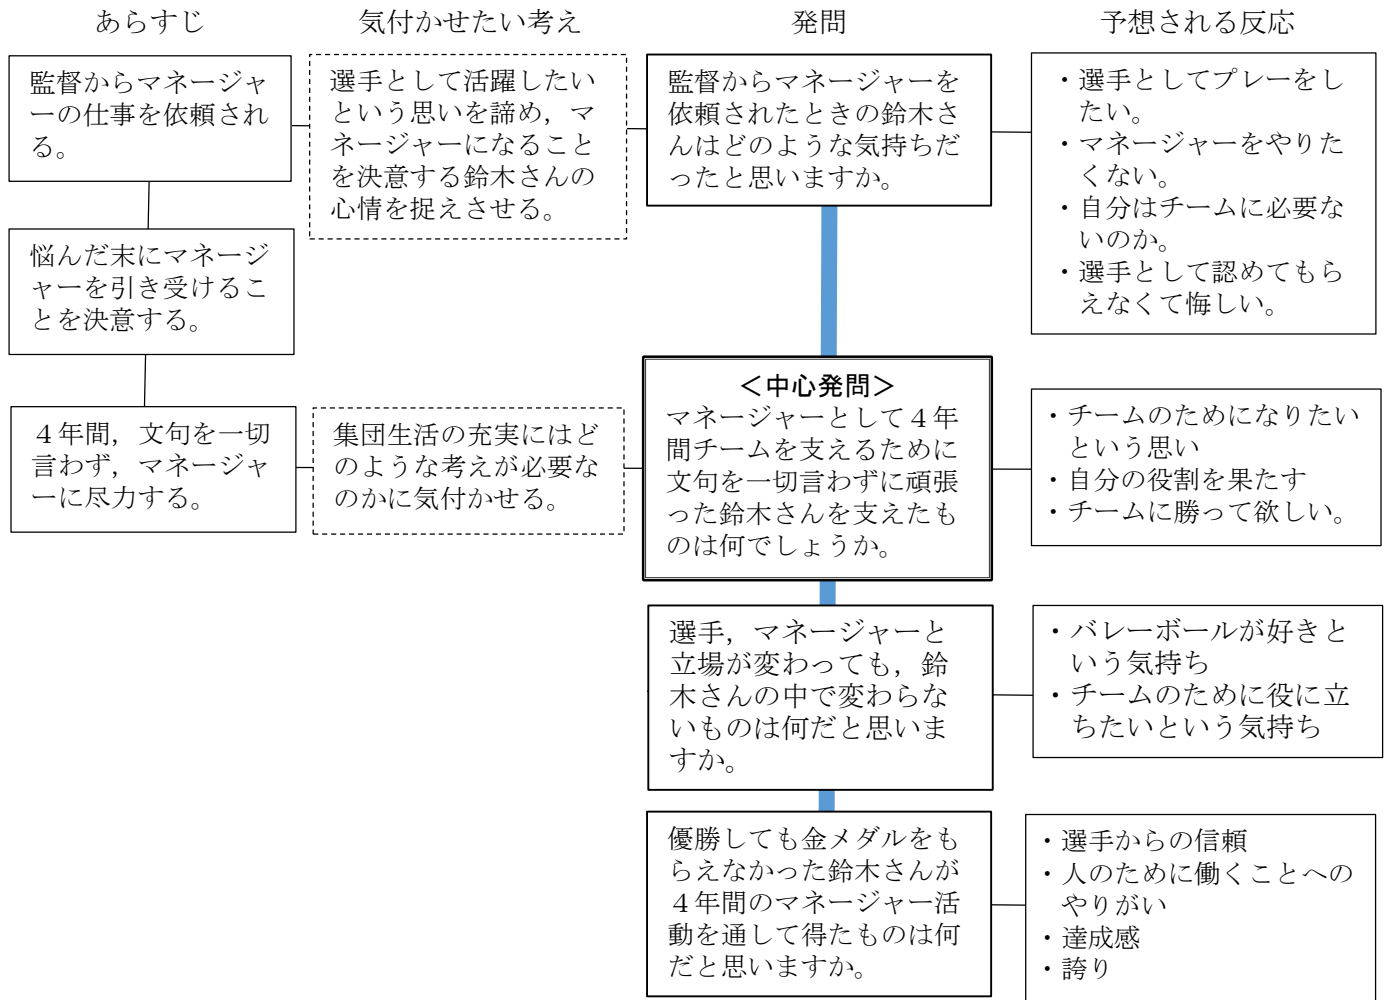 あらすじ
気付かせたい考え
発問
予想される反応
監督からマネージャ
ーの仕事を依頼され
る。
選手として活躍したい
という思いを諦め，マ
ネージャーになること
を決意する鈴木さんの
心情を捉えさせる。
監督からマネージャーを
依頼されたときの鈴木さ
んはどのような気持ちだ
ったと思いますか。
・選手としてプレーをし
たい。
・マネージャーをやりた
くない。
・自分はチームに必要な
いのか。
・選手として認めてもら
えなくて悔しい。
悩んだ末にマネージ
ャーを引き受けるこ
とを決意する。
４年間，文句を一切
言わず，マネージャ
ーに尽力する。
集団生活の充実にはど
のような考えが必要な
のかに気付かせる。
＜中心発問＞
マネージャーとして４年
間チームを支えるために
文句を一切言わずに頑張
った鈴木さんを支えたも
のは何でしょうか。
・チームのためになりたい
という思い
・自分の役割を果たす
・チームに勝って欲しい。
選手，マネージャーと
立場が変わっても，鈴
木さんの中で変わらな
いものは何だと思いま
すか。
・バレーボールが好きと
いう気持ち
・チームのために役に立
ちたいという気持ち
優勝しても金メダルをも
らえなかった鈴木さんが
４年間のマネージャー活
動を通して得たものは何
だと思いますか。
・選手からの信頼
・人のために働くことへの
やりがい
・達成感
・誇り